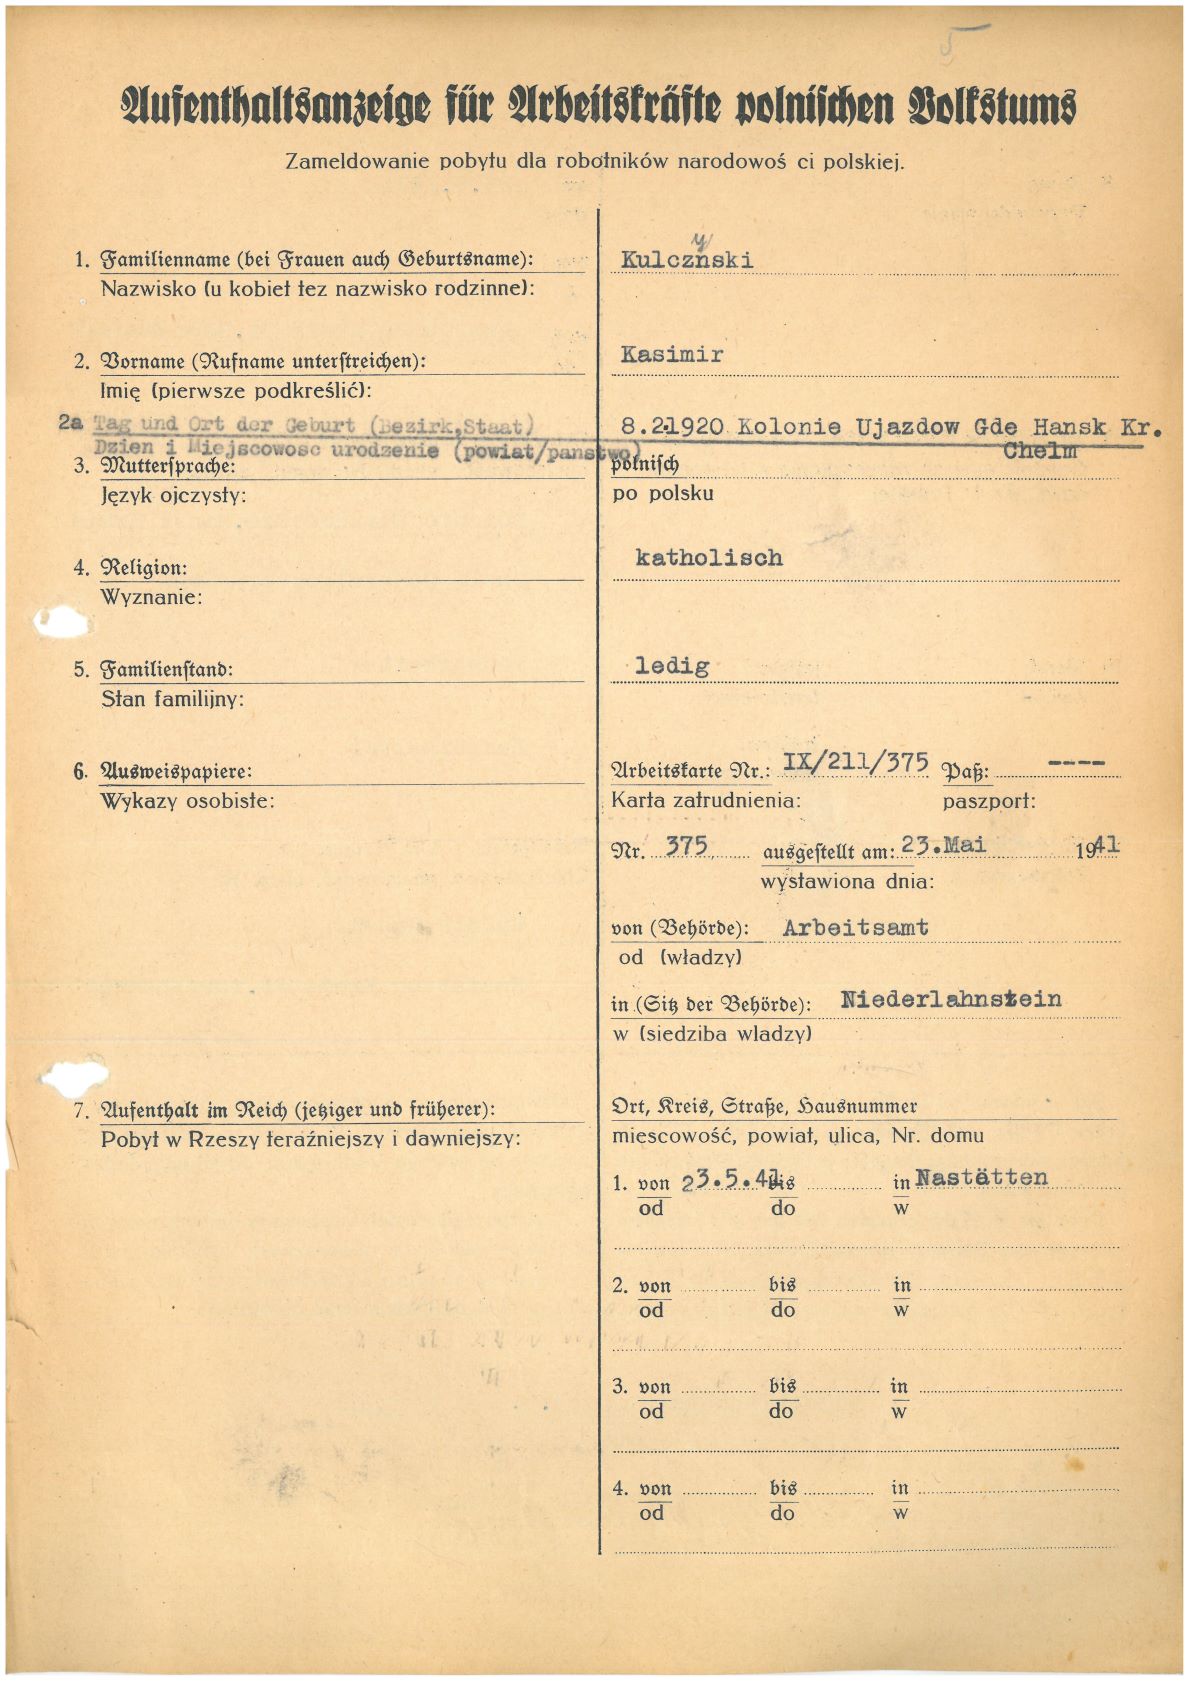 5
Aufenthaltsanzeige für Arbeitskräfte polnischen Volkstums
Zameldowanie pobytu dla robotników narodowoś ci polskiej.
1. Familienname (bei Frauen auch Geburtsname): Kulczynski
Nazwisko (u kobiet tez nazwisko rodzinne):
2. Vorname (Rufname unterstreichen): Kasimir
Imię (pierwsze podkreślić):
2a Tag und Ort der Geburt (Bezirk,Staat) 8.2.1920 Kolonie Ujazdow Gde Hansk Kr.
Dzien i Miejscowosc urodzenie (powiat/panstwo) Chelm
3. Muttersprache: polnisch
Język ojczysty: po polsku
4. Religion: katholisch
Wyznanie:
5. Familienstand: ledig
Stan familijny:
6. Ausweispapiere: Arbeitskarte Nr.: IX/211/375 Paß: ----
Wykazy osobiste: Karta zatrudnienia: paszport:
Nr. 375 ausgestellt am: 23.Mai 1941
wystawiona dnia:
von (Behörde): Arbeitsamt
od (władzy)
in (Sitz der Behörde): Niederlahnstein
w (siedziba wladzy)
7. Aufenthalt im Reich (jetziger und früherer): Ort, Kreis, Straße, Hausnummer
Pobyt w Rzeszy teraźniejszy i dawniejszy: miescowość, powiat, ulica, Nr. domu
1. von 23.5.41 bis in Nastätten
od do w
2. von bis in
od do w
3. von bis in
od do w
4. von bis in
od do w